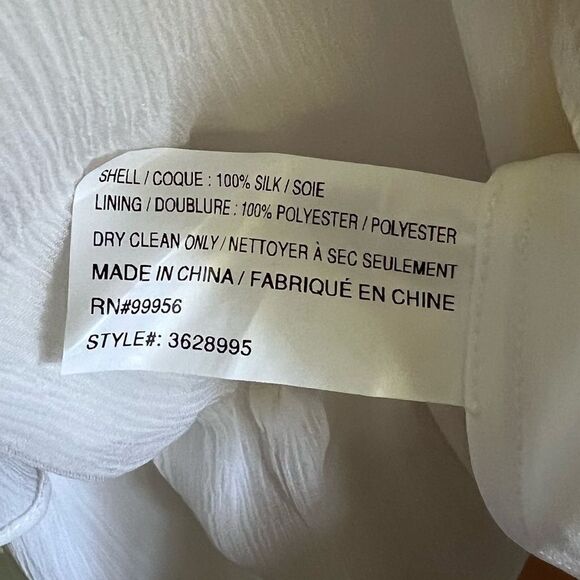 SHELL / COQUE : 100% SILK / SOIE
LINING / DOUBLURE : 100% POLYESTER / POLYESTER
DRY CLEAN ONLY / NETTOYER À SEC SEULEMENT
MADE IN CHINA / FABRIQUÉ EN CHINE
RN#99956
STYLE#: 3628995